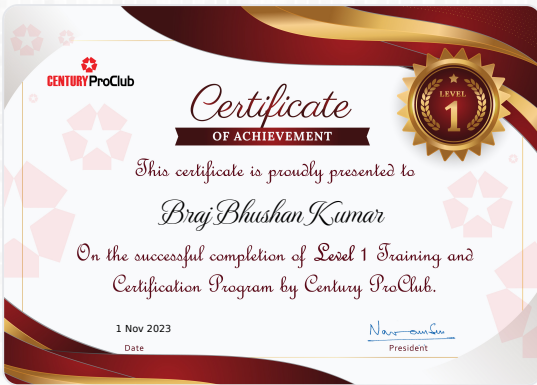 CENTURY ProClub
Certificate
OF ACHIEVEMENT
LEVEL
1
This certificate is proudly presented to
Braj Bhushan Kumar
On the successful completion of Level 1 Training and
Certification Program by Century ProClub.
1 Nov 2023
Date
President